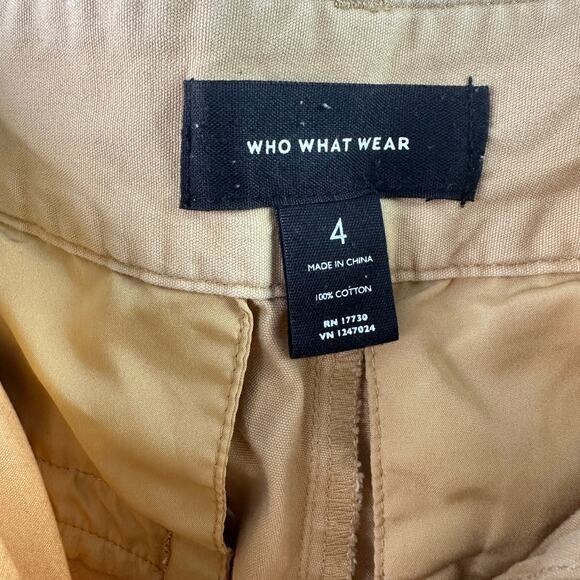 WHO WHAT WEAR
4
MADE IN CHINA
100% COTTON
RN 17730
VN 1247024